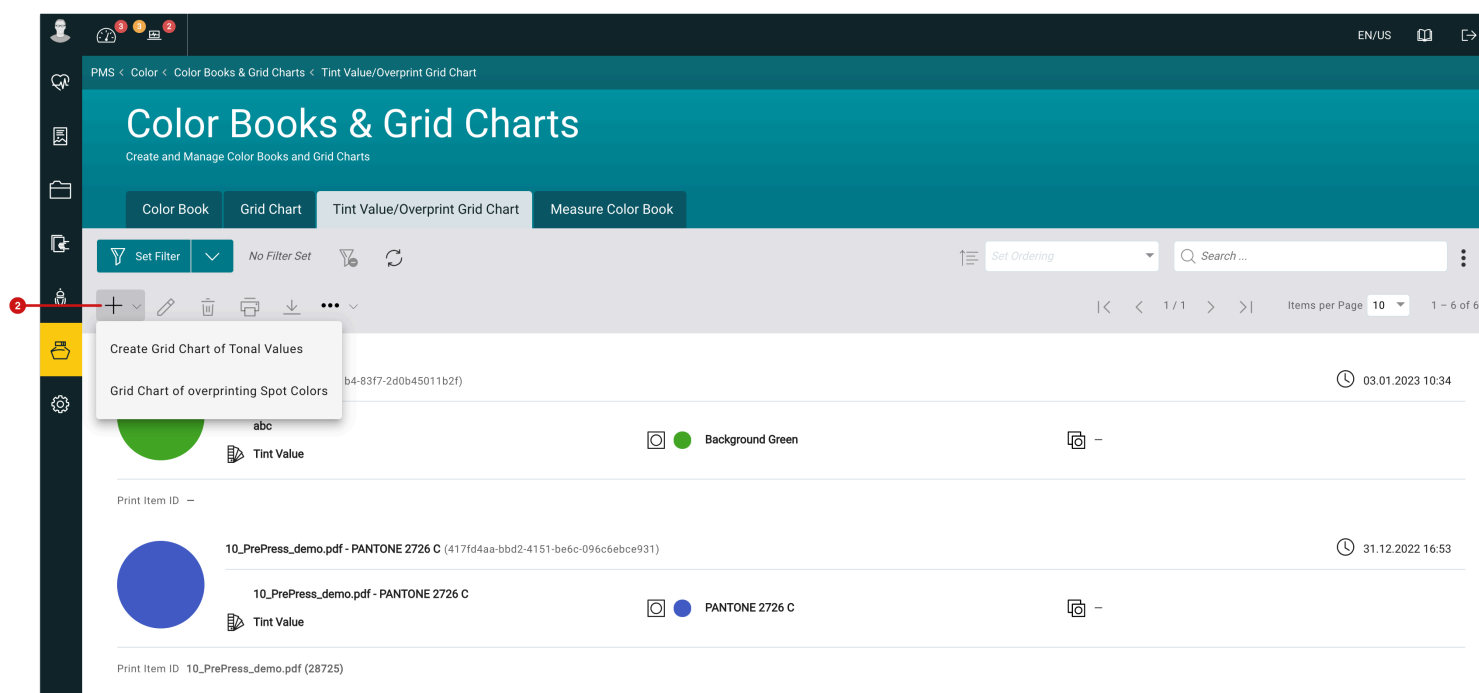 3 3 2 EN/US
PMS < Color < Color Books & Grid Charts < Tint Value/Overprint Grid Chart
Color Books & Grid Charts
Create and Manage Color Books and Grid Charts
Color Book Grid Chart Tint Value/Overprint Grid Chart Measure Color Book
Set Filter No Filter Set Set Ordering Search ...
2 1 / 1 Items per Page 10 1 – 6 of 6
Create Grid Chart of Tonal Values
b4-83f7-2d0b45011b2f) 03.01.2023 10:34
Grid Chart of overprinting Spot Colors
abc
Background Green –
Tint Value
Print Item ID –
10_PrePress_demo.pdf - PANTONE 2726 C (417fd4aa-bbd2-4151-be6c-096c6ebce931) 31.12.2022 16:53
10_PrePress_demo.pdf - PANTONE 2726 C
PANTONE 2726 C –
Tint Value
Print Item ID 10_PrePress_demo.pdf (28725)